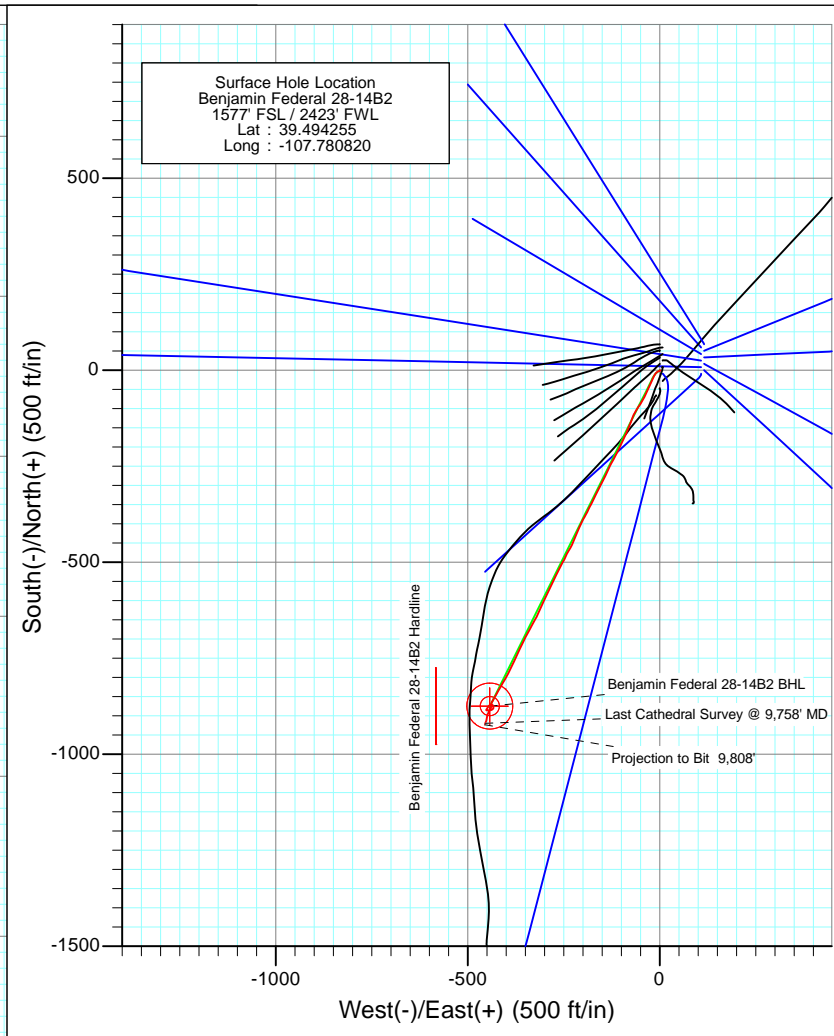 Surface Hole Location
Benjamin Federal 28-14B2
1577' FSL / 2423' FWL
Lat : 39.494255
Long : -107.780820
500
0
-500
-1000
-1500
South(-)/North(+) (500 ft/in)
Benjamin Federal 28-14B2 Hardline
Benjamin Federal 28-14B2 BHL
Last Cathedral Survey @ 9,758' MD
Projection to Bit 9,808'
-1000
-500
0
West(-)/East(+) (500 ft/in)